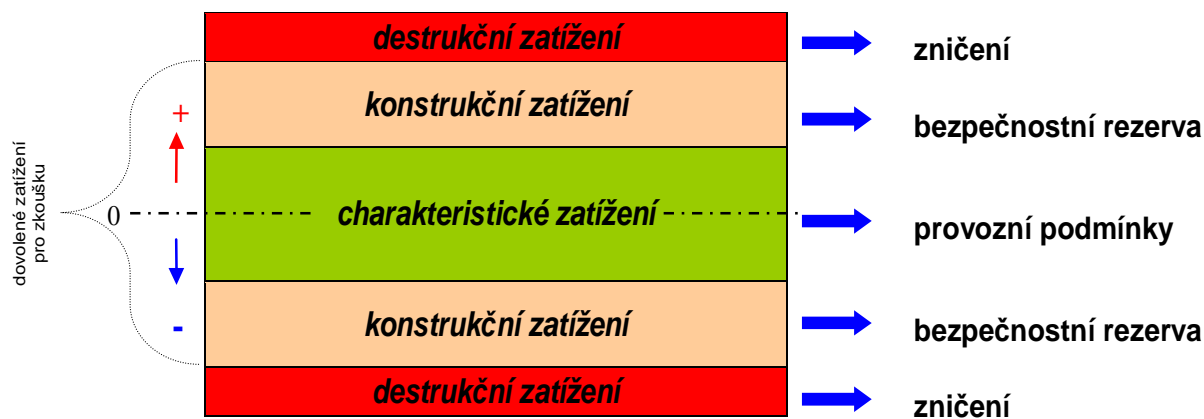 destrukční zatížení
zničení
konstrukční zatížení
+
bezpečnostní rezerva
dovolené zatížení
pro zkoušku
0
charakteristické zatížení
provozní podmínky
-
konstrukční zatížení
bezpečnostní rezerva
destrukční zatížení
zničení